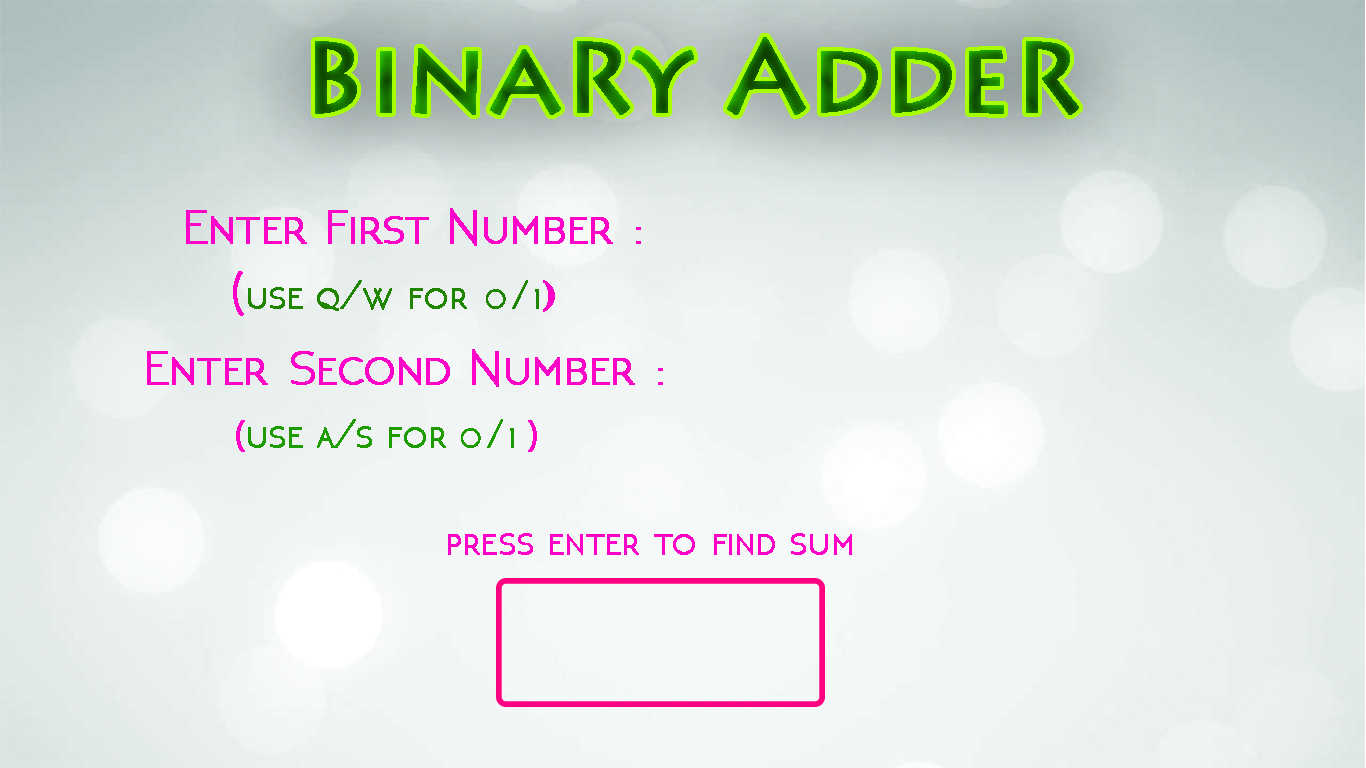 BINARY ADDER
ENTER FIRST NUMBER :
(USE Q/W FOR 0/1)
ENTER SECOND NUMBER :
(USE A/S FOR 0/1 )
PRESS ENTER TO FIND SUM